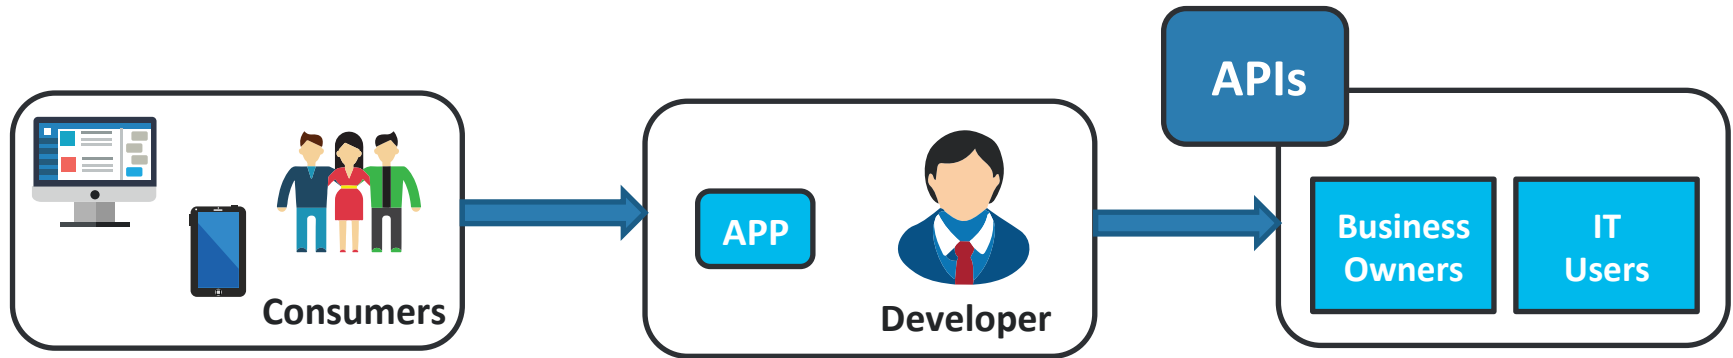 Consumers
APP
Developer
APIs
Business
Owners
IT
Users